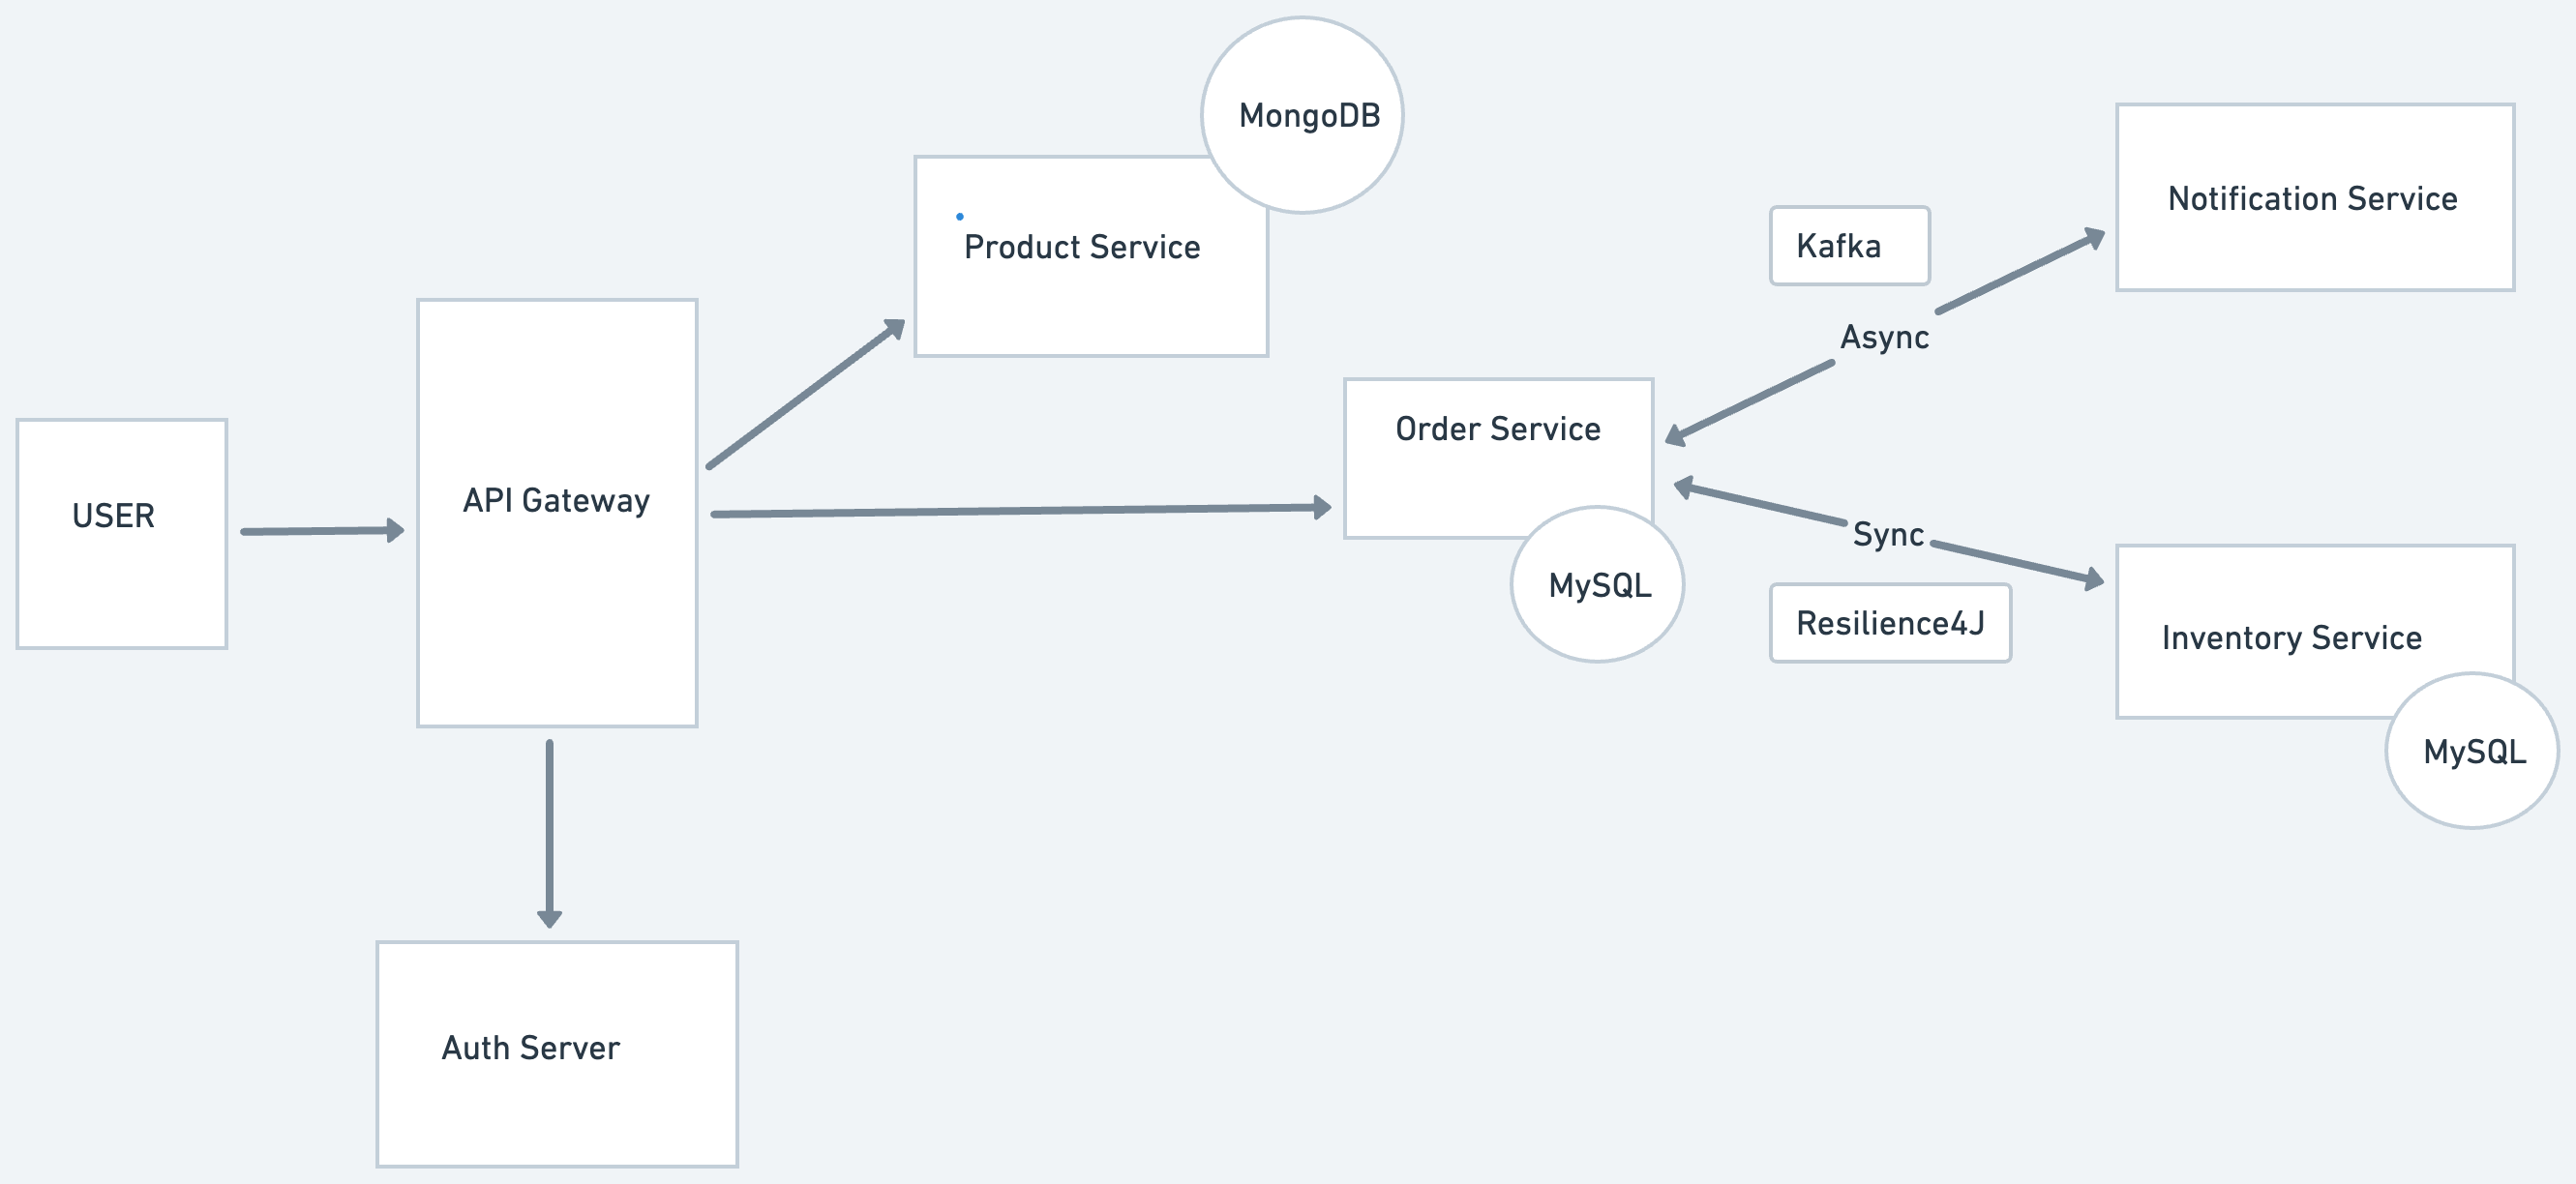 MongoDB
Notification Service
Product Service
Kafka
Async
Order Service
API Gateway
USER
Sync
MySQL
Resilience4J
Inventory Service
MySQL
Auth Server